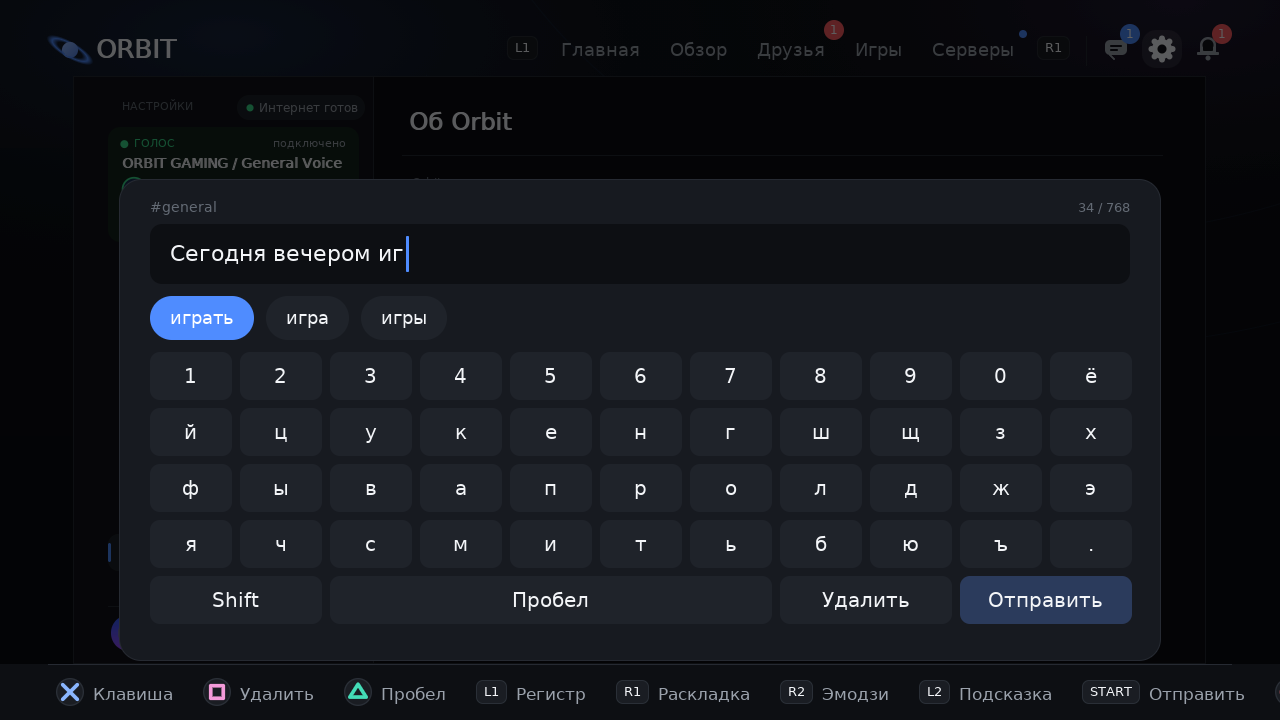 ORBIT
L1 Главная Обзор Друзья 1 Игры Серверы R1 1 1
НАСТРОЙКИ Интернет готов
ГОЛОС подключено
ORBIT GAMING / General Voice
Об Orbit
#general 34 / 768
Сегодня вечером иг
играть игра игры
1 2 3 4 5 6 7 8 9 0 ё
й ц у к е н г ш щ з х
ф ы в а п р о л д ж э
я ч с м и т ь б ю ъ .
Shift Пробел Удалить Отправить
Клавиша Удалить Пробел L1 Регистр R1 Раскладка R2 Эмодзи L2 Подсказка START Отправить